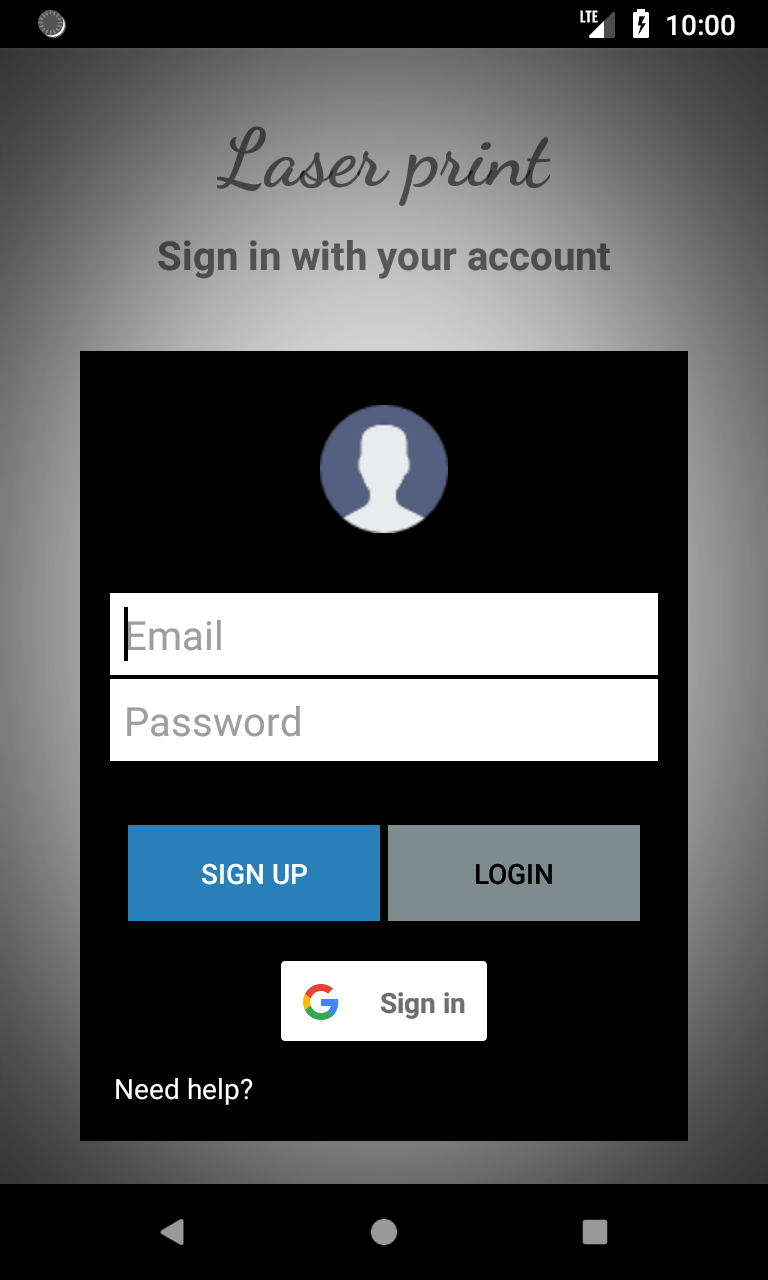 LTE 10:00
Laser print
Sign in with your account
Email
Password
SIGN UP LOGIN
Sign in
Need help?